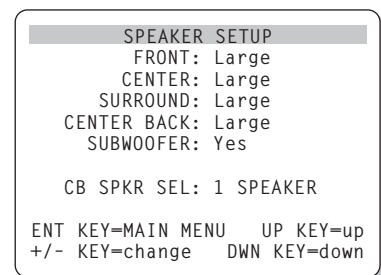 SPEAKER SETUP
FRONT: Large
CENTER: Large
SURROUND: Large
CENTER BACK: Large
SUBWOOFER: Yes
CB SPKR SEL: 1 SPEAKER
ENT KEY=MAIN MENU UP KEY=up
+/- KEY=change DWN KEY=down